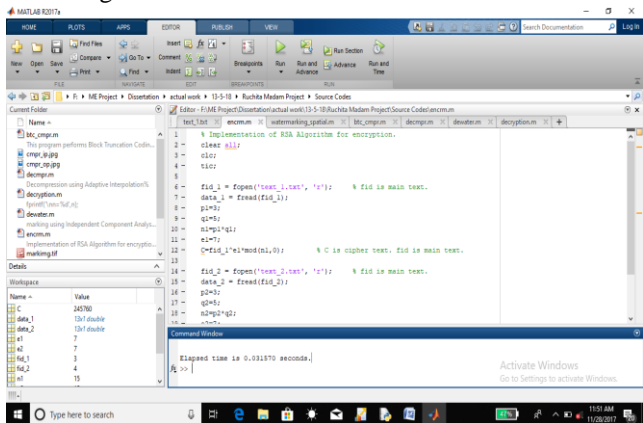 MATLAB R2017a
HOME PLOTS APPS EDITOR PUBLISH VIEW Search Documentation Log In
New Open Save Find Files Compare Print Go To Find Insert Comment Indent Breakpoints Run Run and Advance Run Section Advance Run and Time
FILE NAVIGATE EDIT BREAKPOINTS RUN
F: ▸ ME Project ▸ Dissertation ▸ actual work ▸ 13-5-18 ▸ Ruchita Madam Project ▸ Source Codes
Current Folder
Editor - F:\ME Project\Dissertation\actual work\13-5-18\Ruchita Madam Project\Source Codes\encrm.m
Name
text_1.txt encrm.m watermarking_spatial.m btc_cmpr.m decmpr.m dewater.m decryption.m
btc_cmpr.m
This program performs Block Truncation Codin...
cmpr_ip.jpg
cmpr_op.jpg
decmpr.m
Decompression using Adaptive Interpolation%
decryption.m
dewater.m
marking using Independent Component Analys...
encrm.m
Implementation of RSA Algorithm for encryptio...
markimg.tif
Details
Workspace
Name Value
C 245760
data_1 13x1 double
data_2 13x1 double
e1 7
e2 7
fid_1 3
fid_2 4
n1 15
1 % Implementation of RSA Algorithm for encryption.
2 clear all;
3 clc;
4 tic;
5
6 fid_1 = fopen('text_1.txt', 'r'); % fid is main text.
7 data_1 = fread(fid_1);
8 p1=3;
9 q1=5;
10 n1=p1*q1;
11 e1=7;
12 C=fid_1^e1*mod(n1,0); % C is cipher text. fid is main text.
13
14 fid_2 = fopen('text_2.txt', 'r'); % fid is main text.
15 data_2 = fread(fid_2);
16 p2=3;
17 q2=5;
18 n2=p2*q2;
Command Window
Elapsed time is 0.031570 seconds.
fx >>
Activate Windows
Go to Settings to activate Windows.
Type here to search
11:51 AM
11/28/2017